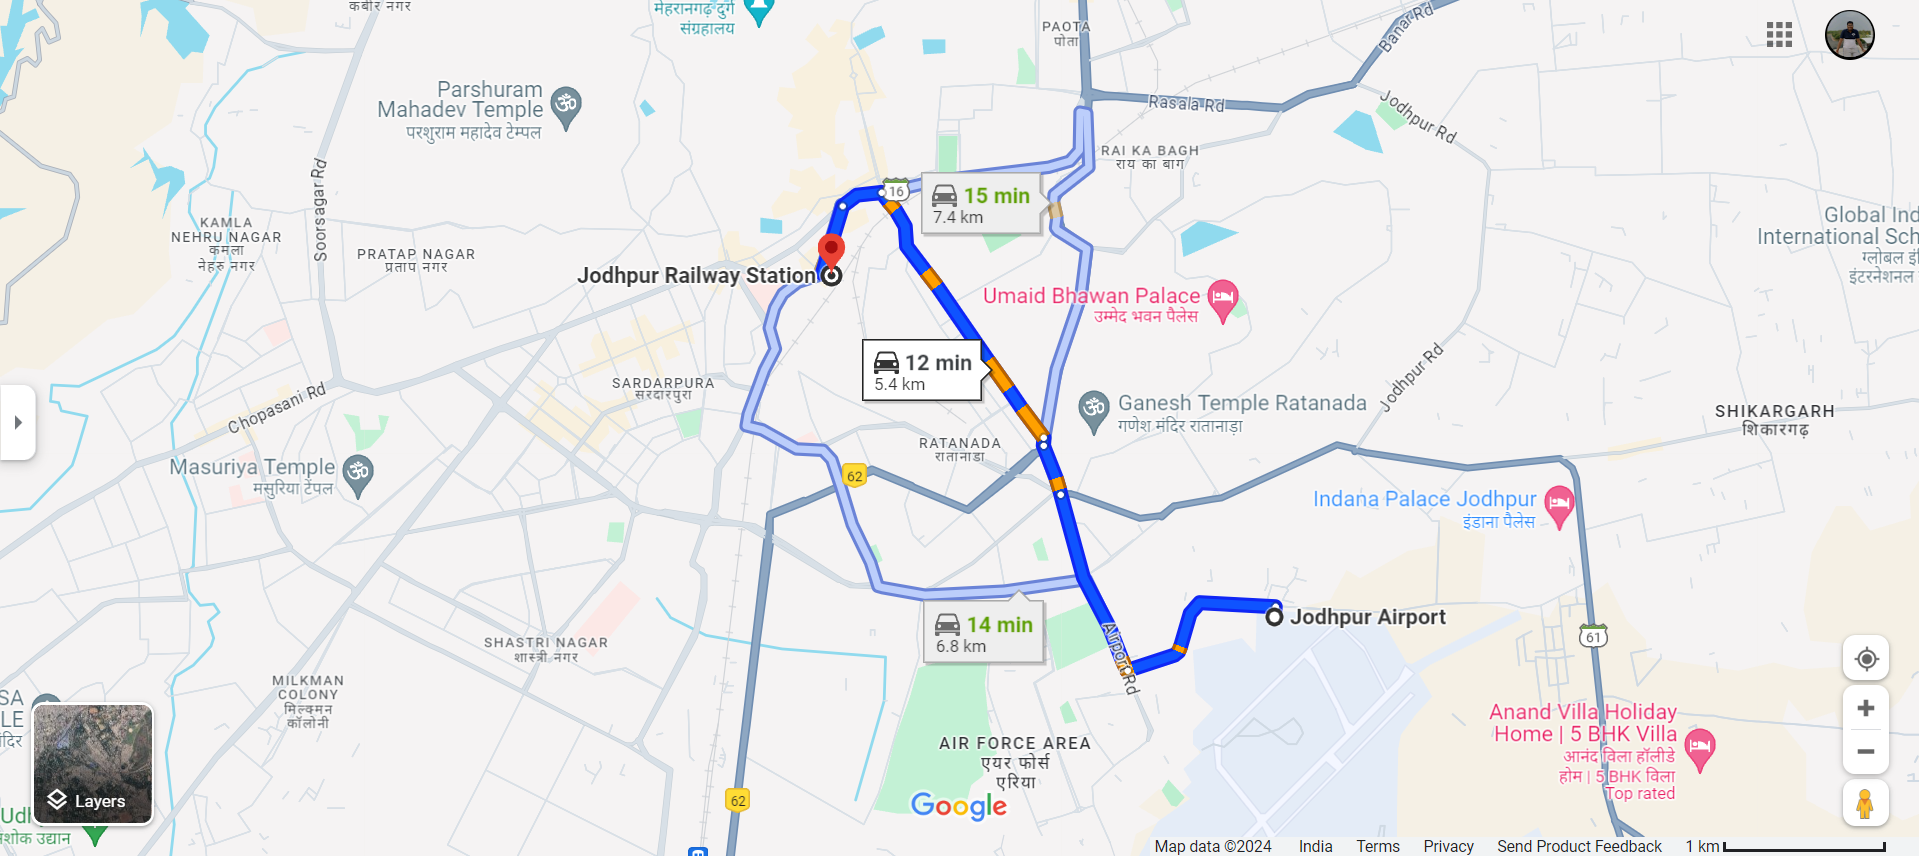 कबीर नगर
मेहरानगढ़ दुर्ग
संग्रहालय
PAOTA
पोता
Banar Rd
Parshuram
Mahadev Temple
परशुराम महादेव टेम्पल
Rasala Rd
Jodhpur Rd
RAI KA BAGH
राय का बाग
Soorsagar Rd
16
15 min
7.4 km
KAMLA
NEHRU NAGAR
कमला
नेहरु नगर
PRATAP NAGAR
प्रताप नगर
Global Ind
International Sch
ग्लोबल इं
इंटरनेशनल
Jodhpur Railway Station
Umaid Bhawan Palace
उम्मेद भवन पैलेस
12 min
5.4 km
SARDARPURA
सरदारपुरा
Jodhpur Rd
Chopasani Rd
Ganesh Temple Ratanada
गणेश मंदिर रातानाड़ा
SHIKARGARH
शिकारगढ़
RATANADA
रातानाडा
Masuriya Temple
मसुरिया टेंपल
62
Indana Palace Jodhpur
इंडाना पैलेस
Jodhpur Airport
14 min
6.8 km
Airport Rd
61
SHASTRI NAGAR
शास्त्री नगर
MILKMAN
COLONY
मिल्कमन
कॉलोनी
SA
LE
मंदिर
Anand Villa Holiday
Home | 5 BHK Villa
आनंद विला हॉलीडे
होम | 5 BHK विला
Top rated
AIR FORCE AREA
एयर फोर्स
एरिया
Layers
62
Google
Ud
शोक उद्यान
Map data ©2024 India Terms Privacy Send Product Feedback 1 km